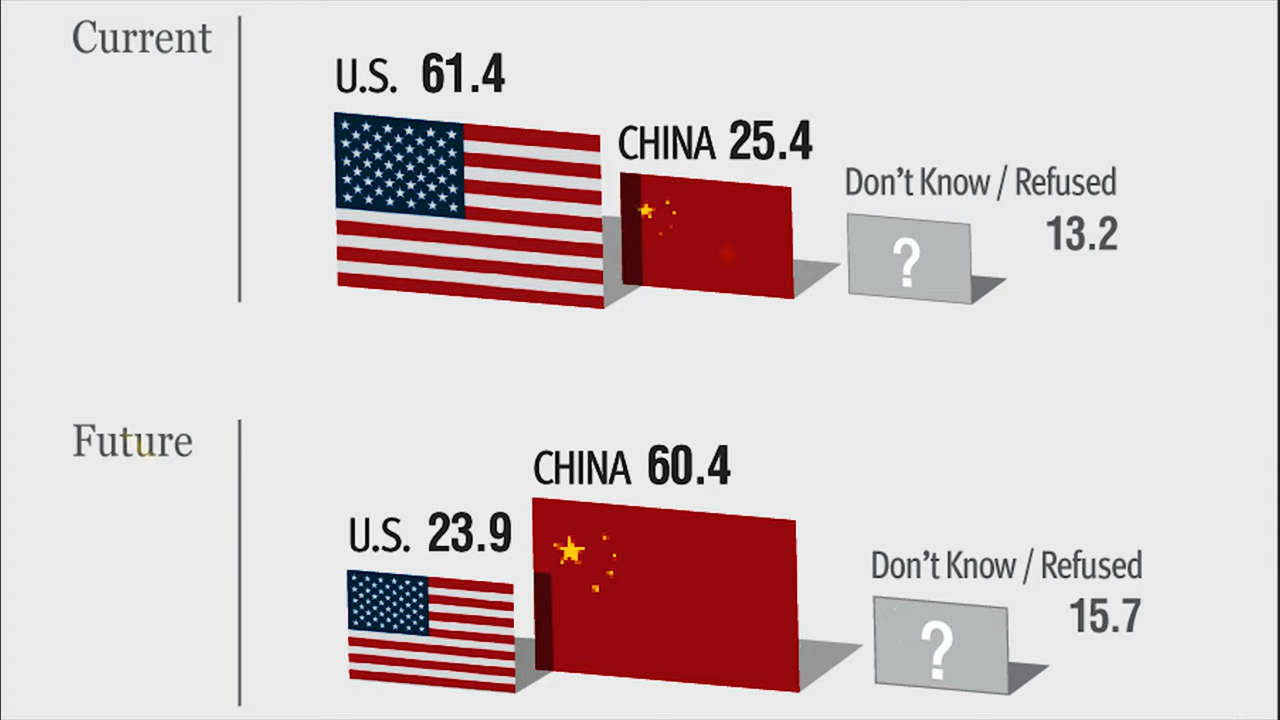 Current
U.S. 61.4
CHINA 25.4
Don't Know / Refused
13.2
?
Future
CHINA 60.4
U.S. 23.9
Don't Know / Refused
15.7
?